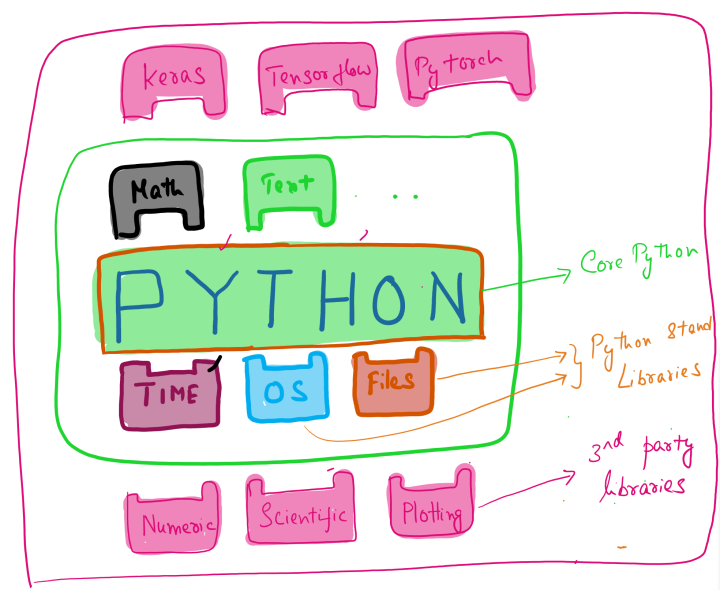 Keras
Tensorflow
Pytorch
Math
Text
PYTHON
Core Python
TIME
OS
Files
Python Stand
Libraries
3rd party
libraries
Numeric
Scientific
Plotting